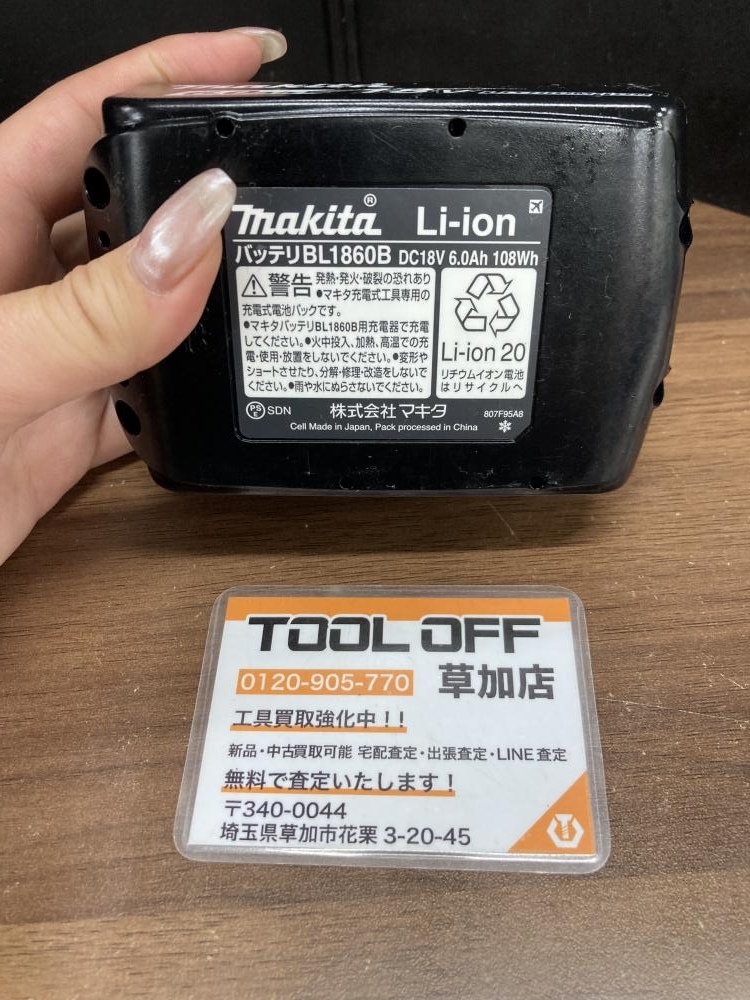 makita® Li-ion
バッテリBL1860B DC18V 6.0Ah 108Wh
警告 発熱・発火・破裂の恐れあり
●マキタ充電式工具専用の
充電式電池パックです。
●マキタバッテリBL1860B用充電器で充電
してください。●火中投入、加熱、高温での充
電・使用・放置をしないでください。●変形や
ショートさせたり、分解・修理・改造をしないで
ください。●雨や水にぬらさないでください。
Li-ion 20
リチウムイオン電池
はリサイクルへ
PSE SDN 株式会社マキタ 807F95A8
Cell Made in Japan, Pack processed in China
TOOL OFF
0120-905-770 草加店
工具買取強化中!!
新品・中古買取可能 宅配査定・出張査定・LINE査定
無料で査定いたします!
〒340-0044
埼玉県草加市花栗 3-20-45